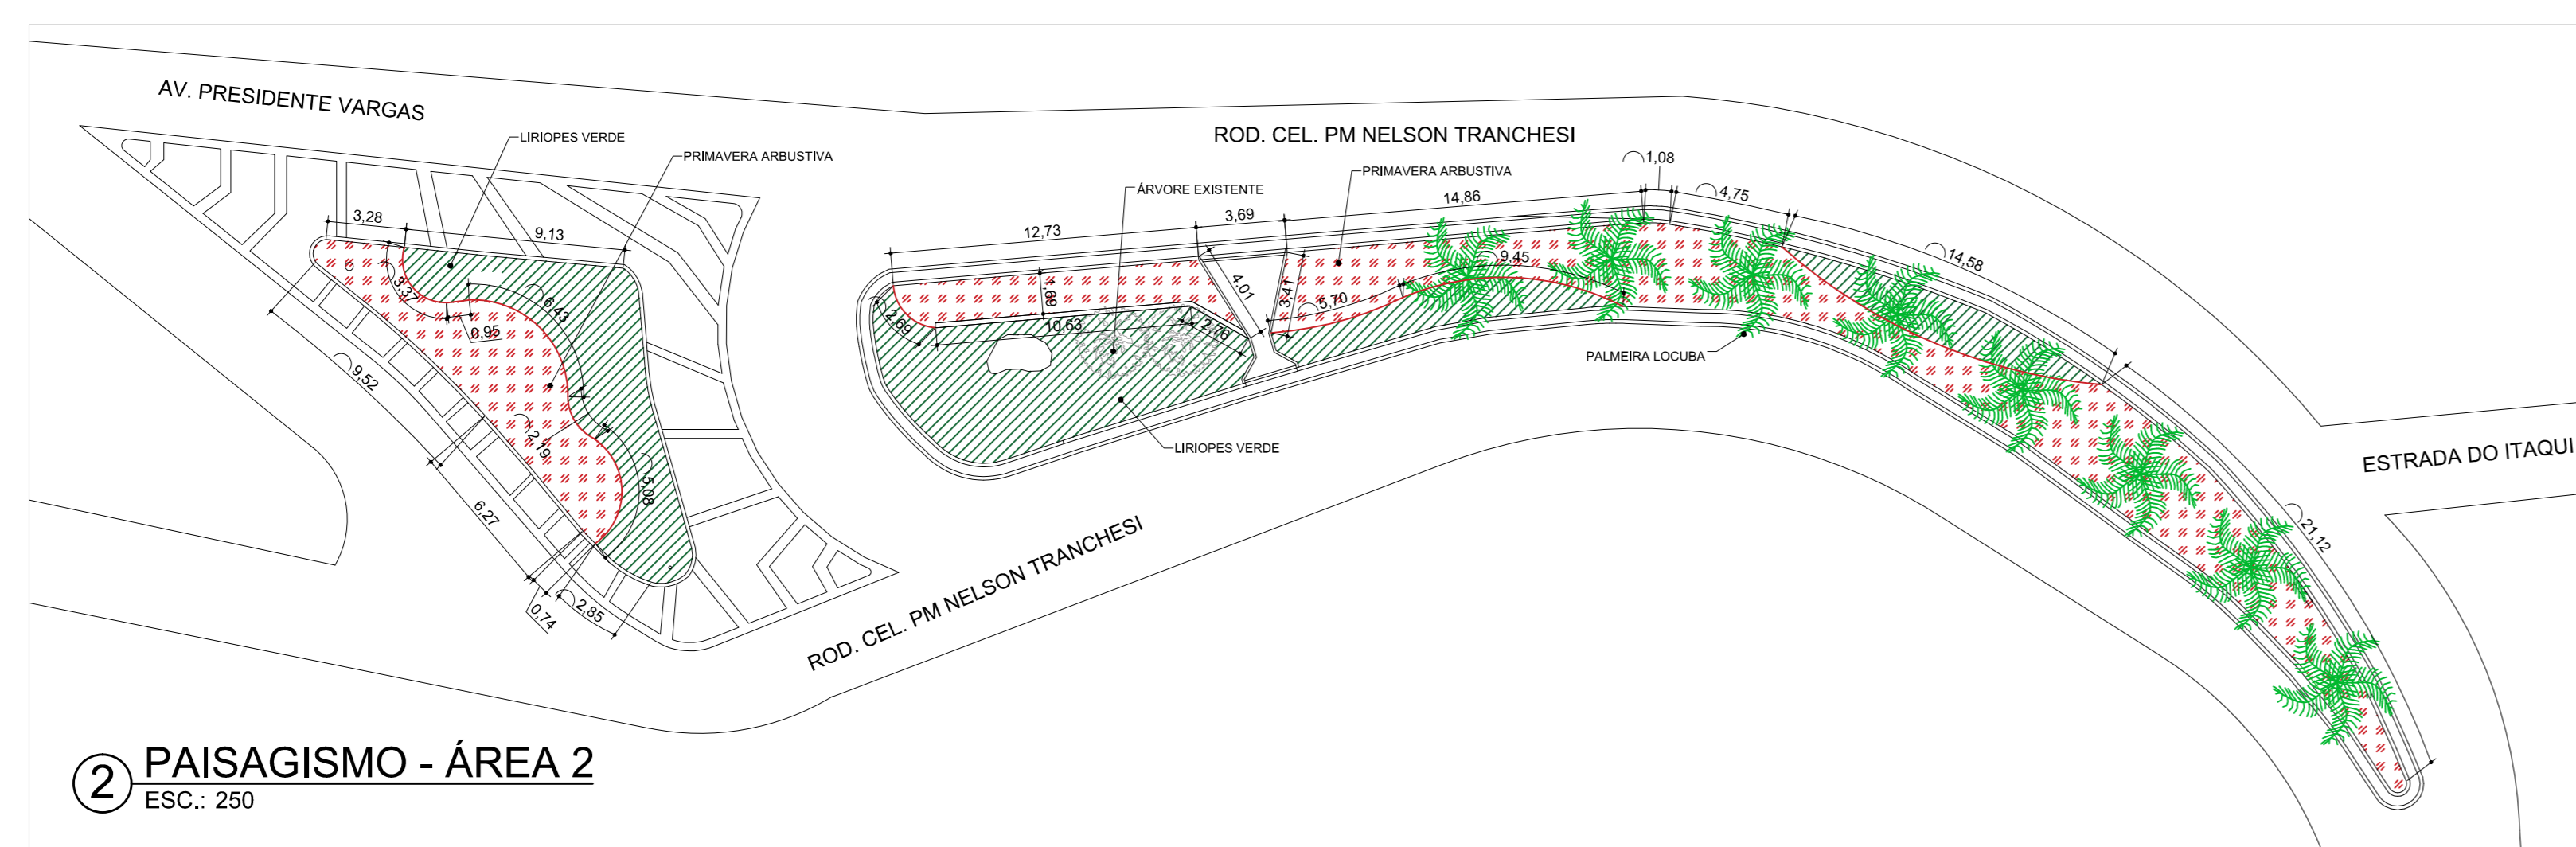 AV. PRESIDENTE VARGAS
LIRIOPES VERDE
PRIMAVERA ARBUSTIVA
3,28
9,13
3,37
6,43
0,95
9,52
2,19
5,08
6,27
0,74
2,85
ROD. CEL. PM NELSON TRANCHESI
PRIMAVERA ARBUSTIVA
ÁRVORE EXISTENTE
1,08
4,75
14,86
3,69
12,73
14,58
9,45
4,01
3,41
5,70
1,69
2,69
10,63
2,76
PALMEIRA LOCUBA
LIRIOPES VERDE
ESTRADA DO ITAQUI
21,12
ROD. CEL. PM NELSON TRANCHESI
2 PAISAGISMO - ÁREA 2
ESC.: 250